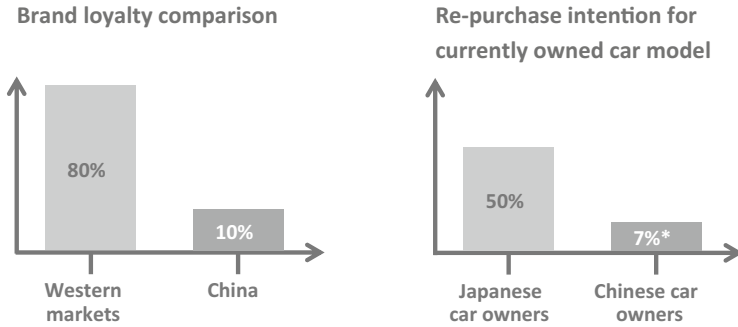 Brand loyalty comparison
80%
10%
Western
markets
China
Re-purchase intention for
currently owned car model
50%
7%*
Japanese
car owners
Chinese car
owners